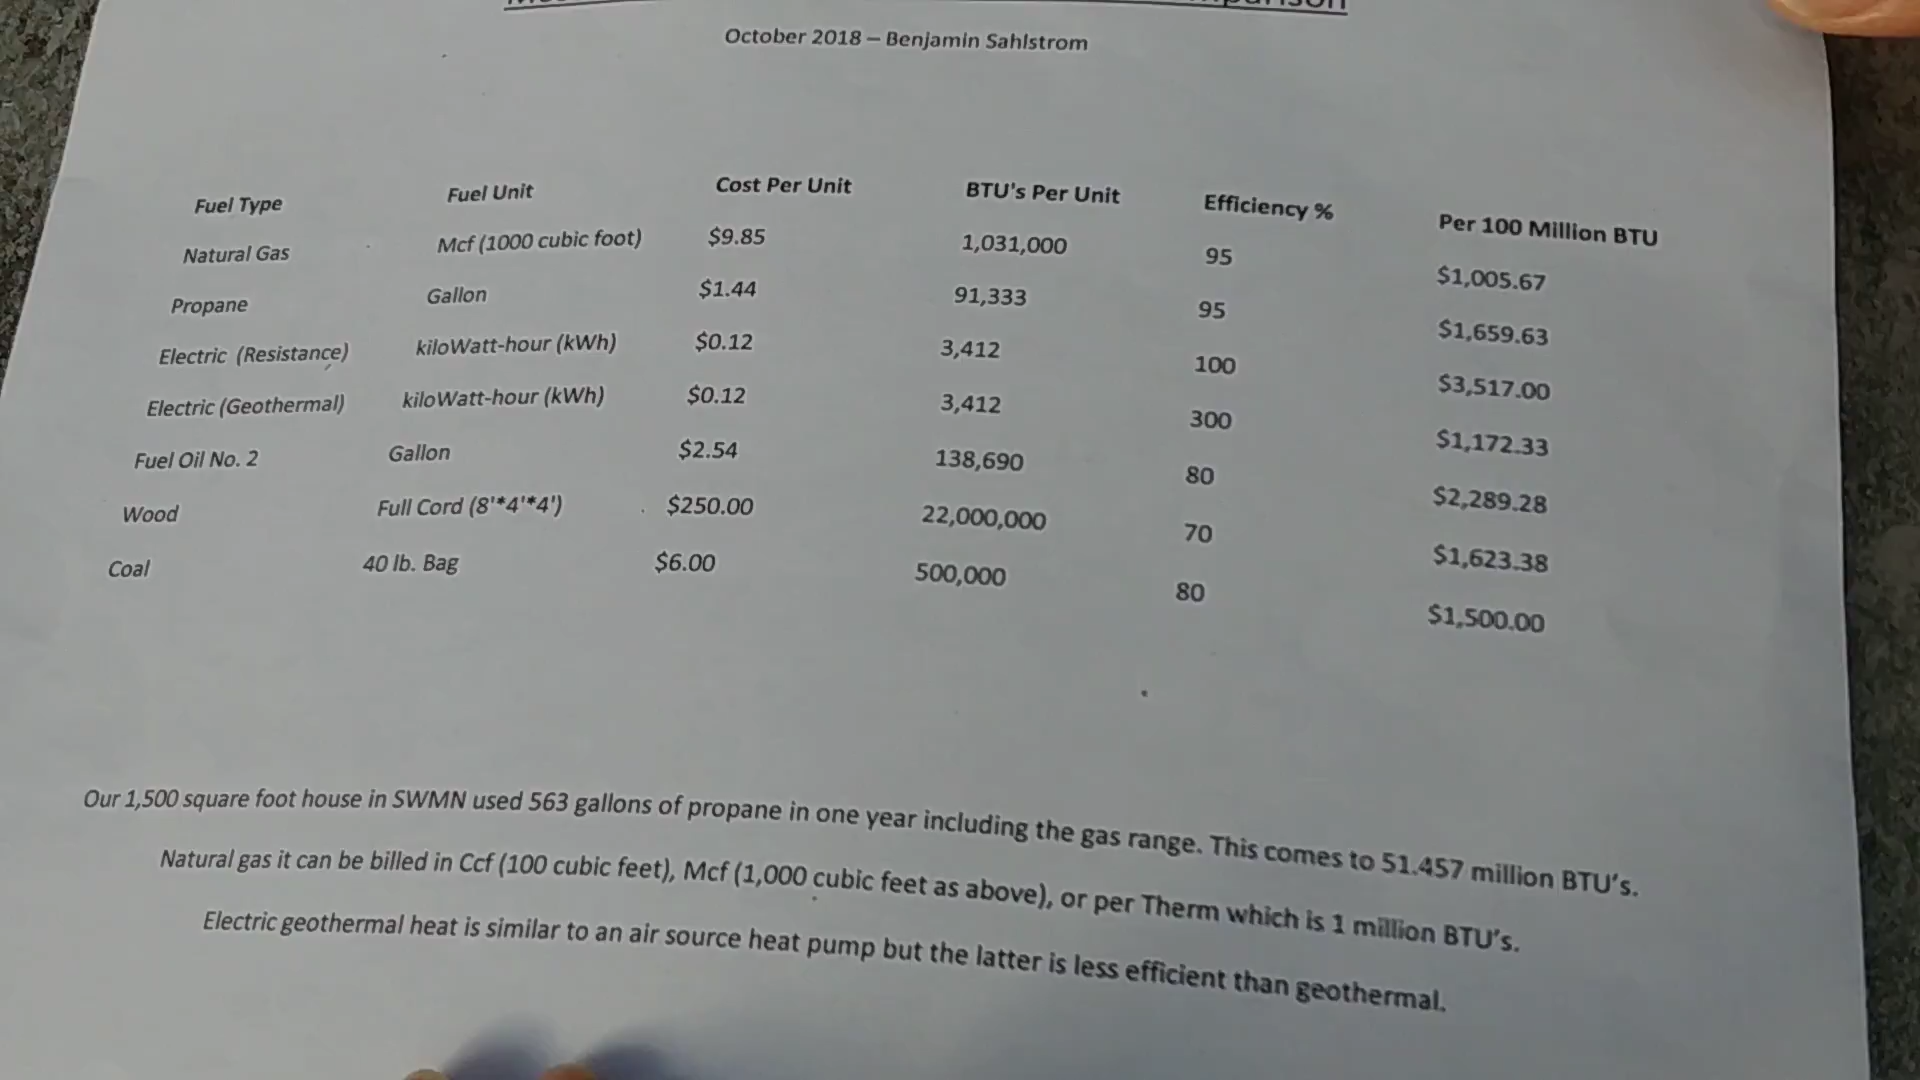 October 2018 – Benjamin Sahlstrom
Fuel Type Fuel Unit Cost Per Unit BTU's Per Unit Efficiency % Per 100 Million BTU
Natural Gas Mcf (1000 cubic foot) $9.85 1,031,000 95 $1,005.67
Propane Gallon $1.44 91,333 95 $1,659.63
Electric (Resistance) kiloWatt-hour (kWh) $0.12 3,412 100 $3,517.00
Electric (Geothermal) kiloWatt-hour (kWh) $0.12 3,412 300 $1,172.33
Fuel Oil No. 2 Gallon $2.54 138,690 80 $2,289.28
Wood Full Cord (8'*4'*4') $250.00 22,000,000 70 $1,623.38
Coal 40 lb. Bag $6.00 500,000 80 $1,500.00
Our 1,500 square foot house in SWMN used 563 gallons of propane in one year including the gas range. This comes to 51.457 million BTU's.
Natural gas it can be billed in Ccf (100 cubic feet), Mcf (1,000 cubic feet as above), or per Therm which is 1 million BTU's.
Electric geothermal heat is similar to an air source heat pump but the latter is less efficient than geothermal.